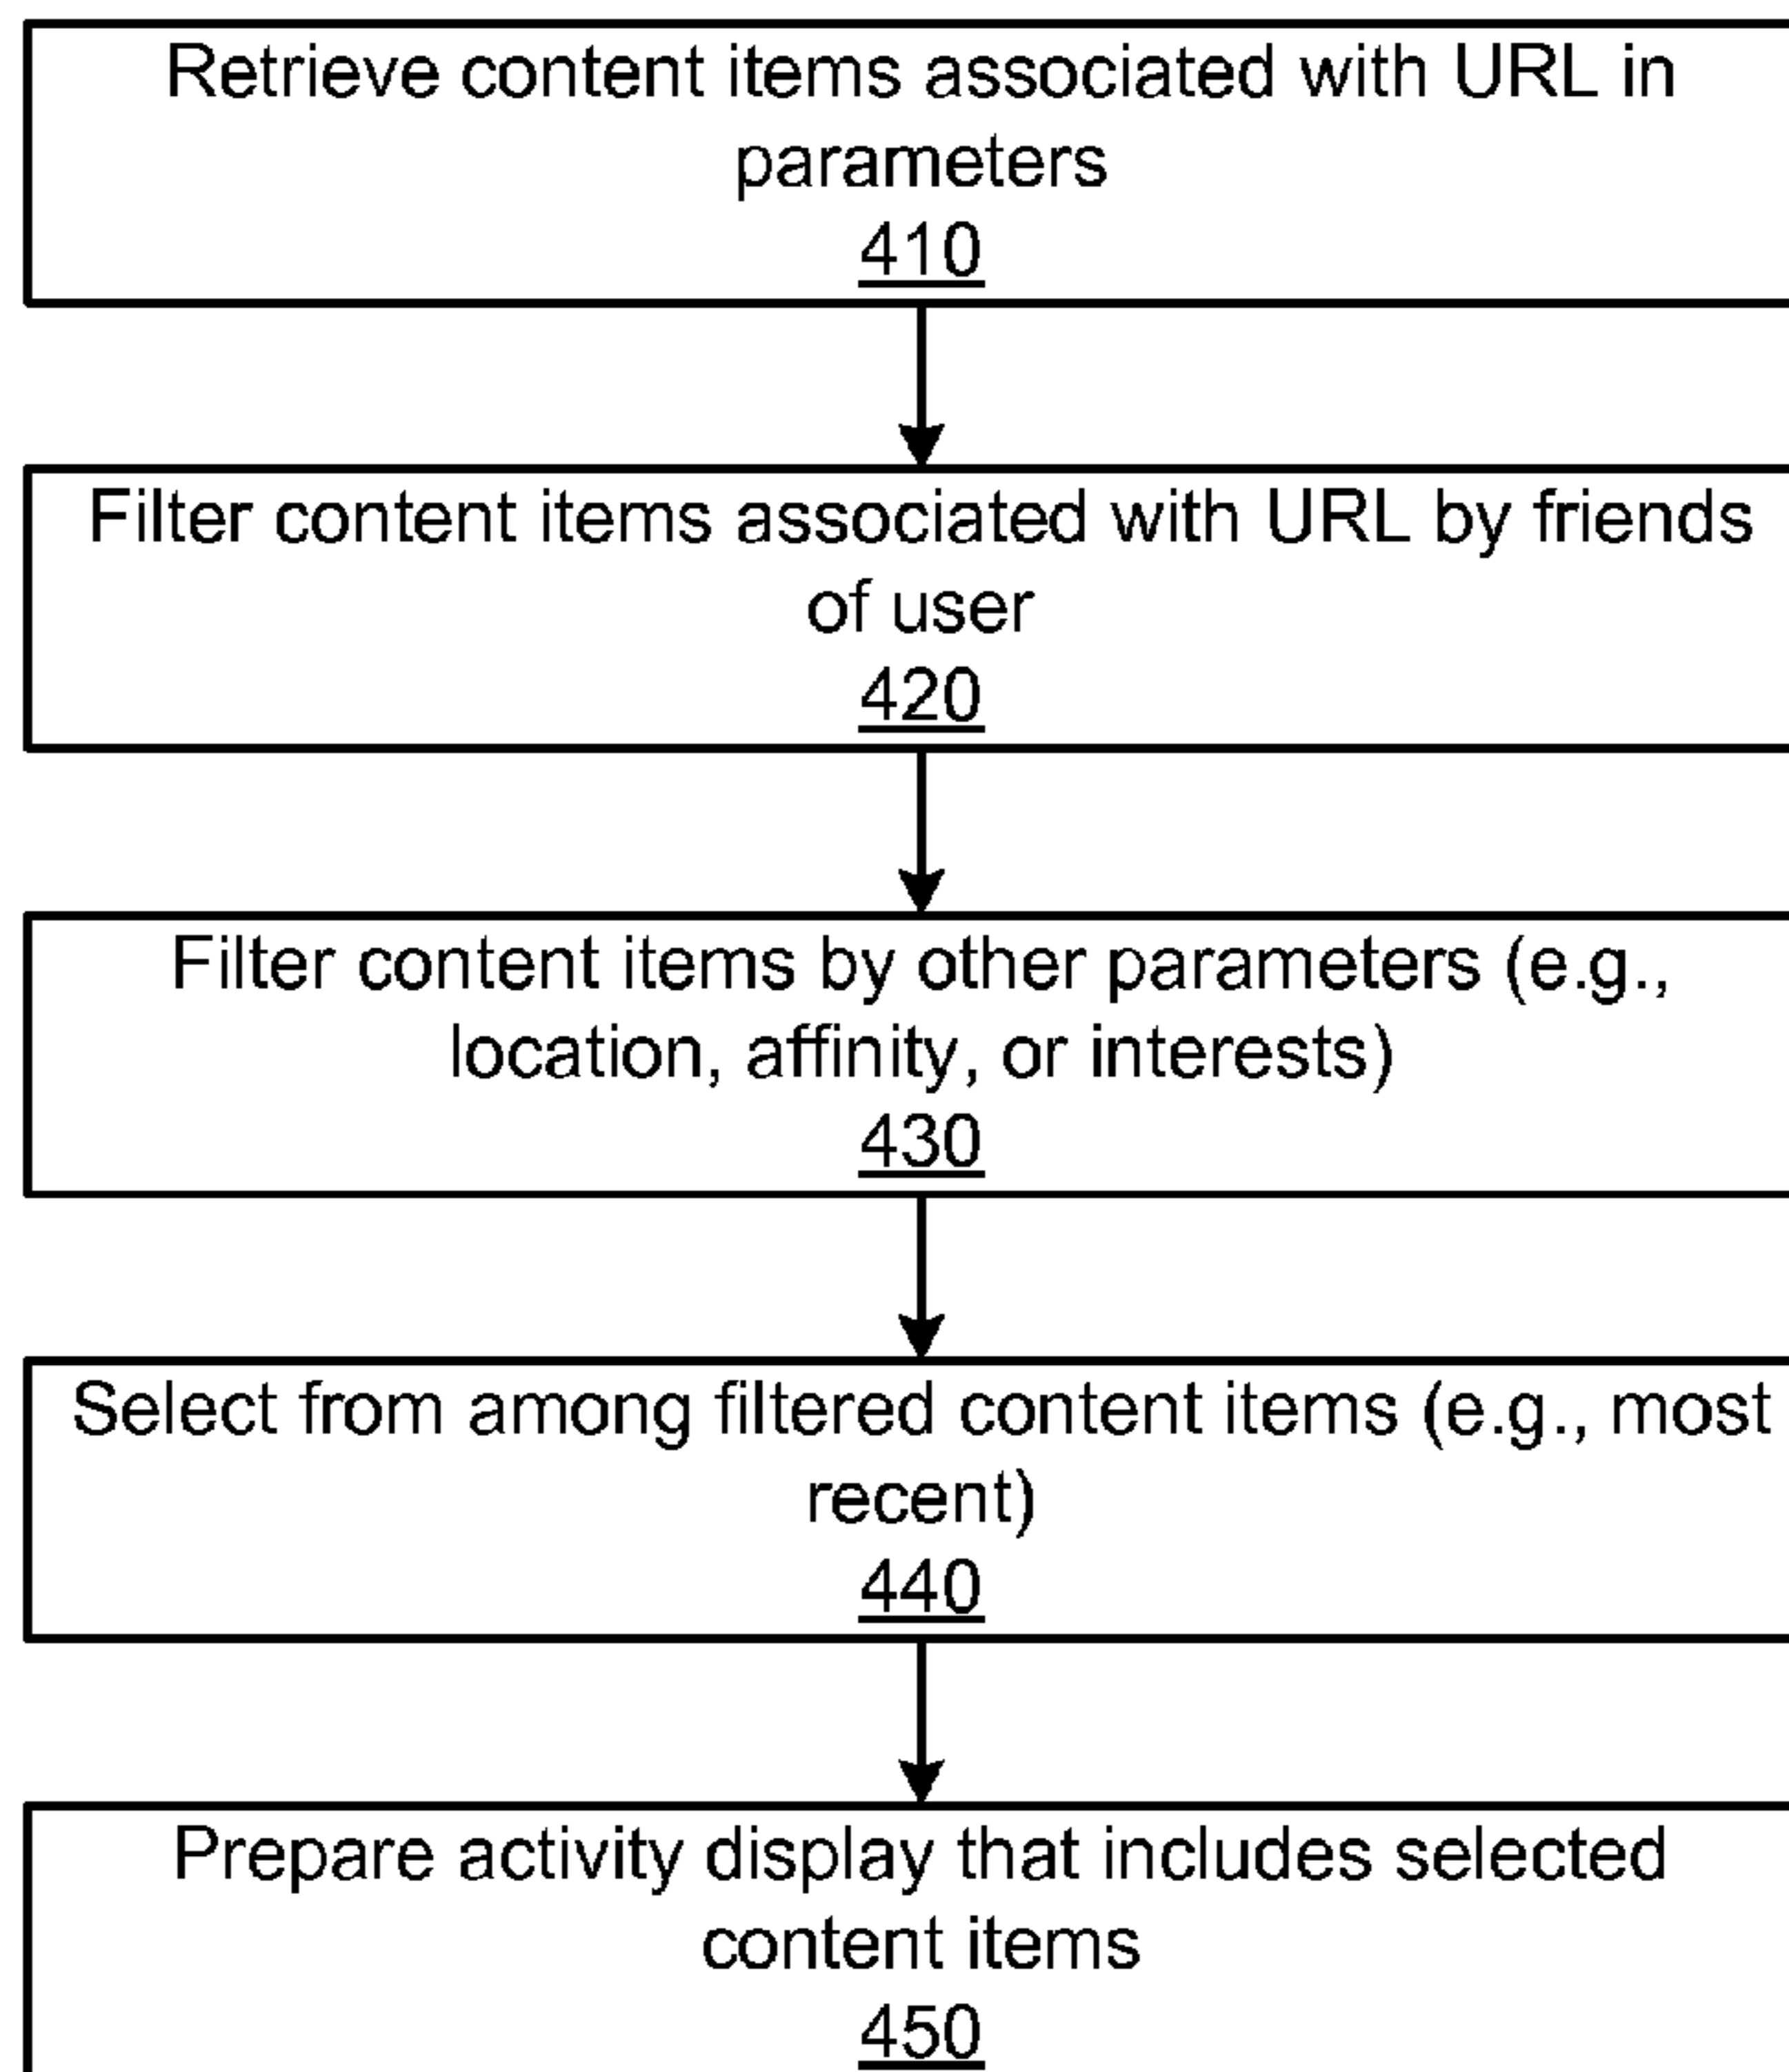 Retrieve content items associated with URL in
parameters
410
Filter content items associated with URL by friends
of user
420
Filter content items by other parameters (e.g.,
location, affinity, or interests)
430
Select from among filtered content items (e.g., most
recent)
440
Prepare activity display that includes selected
content items
450